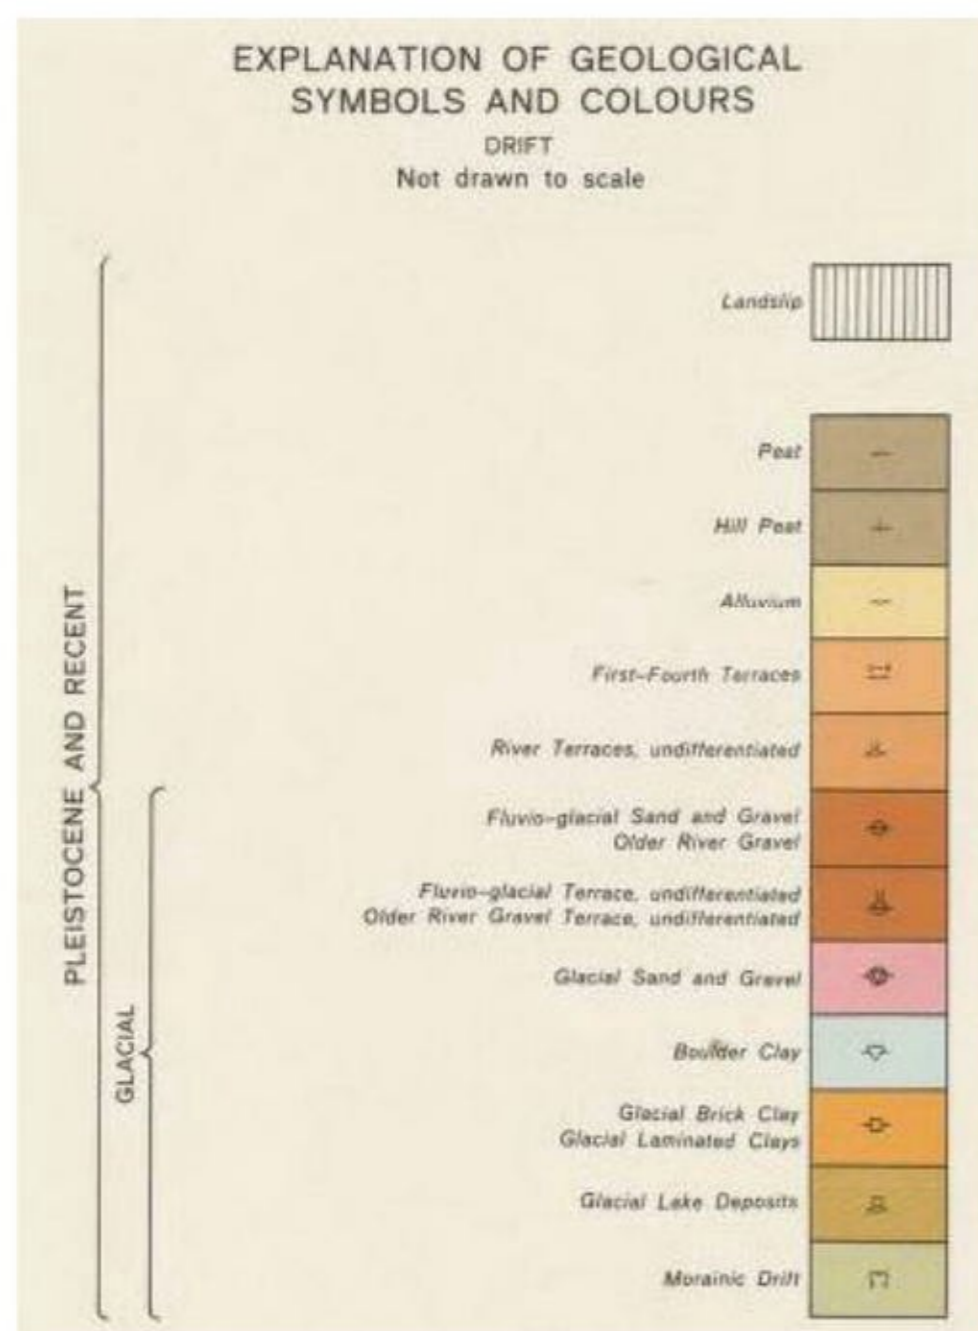 EXPLANATION OF GEOLOGICAL
SYMBOLS AND COLOURS
DRIFT
Not drawn to scale
PLEISTOCENE AND RECENT
GLACIAL
Landslip
Peat
Hill Peat
Alluvium
First-Fourth Terraces
River Terraces, undifferentiated
Fluvio-glacial Sand and Gravel
Older River Gravel
Fluvio-glacial Terrace, undifferentiated
Older River Gravel Terrace, undifferentiated
Glacial Sand and Gravel
Boulder Clay
Glacial Brick Clay
Glacial Laminated Clays
Glacial Lake Deposits
Morainic Drift